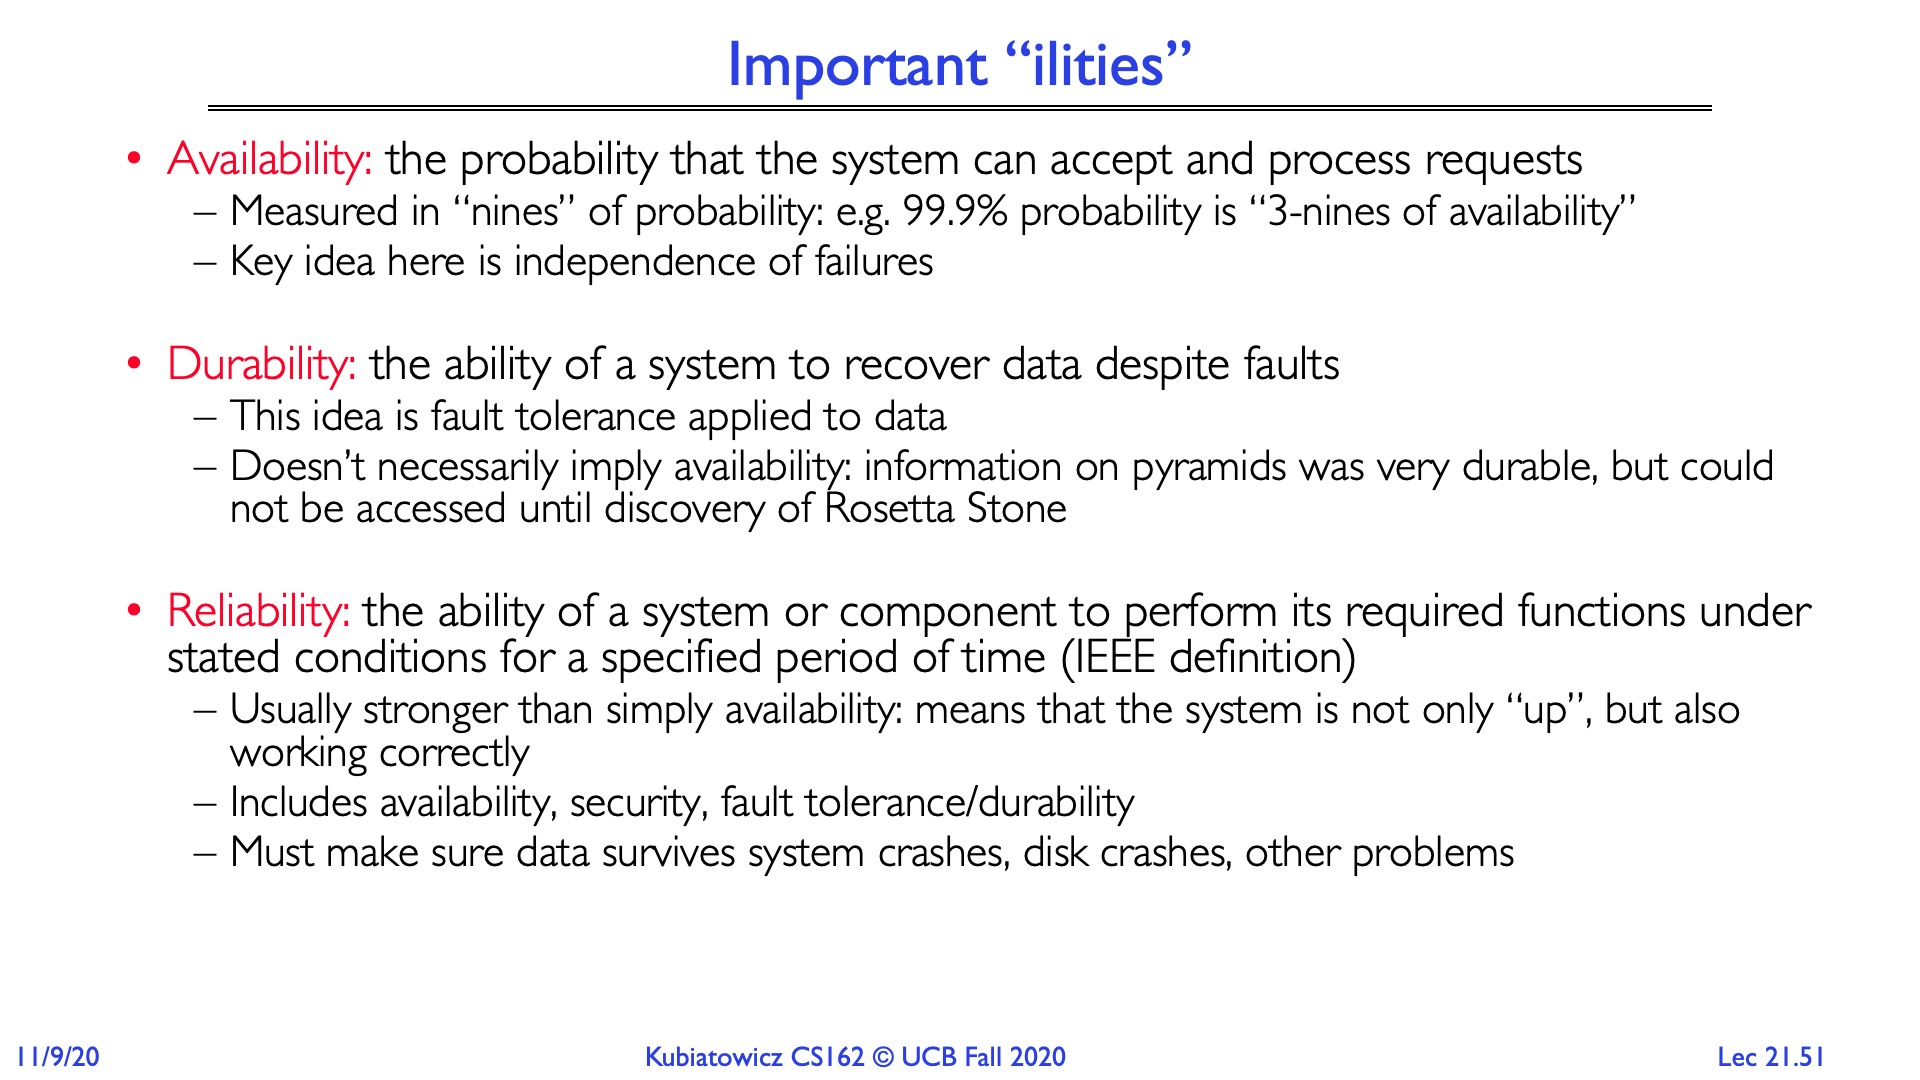 Important “ilities”
• Availability: the probability that the system can accept and process requests
– Measured in “nines” of probability: e.g. 99.9% probability is “3-nines of availability”
– Key idea here is independence of failures
• Durability: the ability of a system to recover data despite faults
– This idea is fault tolerance applied to data
– Doesn’t necessarily imply availability: information on pyramids was very durable, but could
not be accessed until discovery of Rosetta Stone
• Reliability: the ability of a system or component to perform its required functions under
stated conditions for a specified period of time (IEEE definition)
– Usually stronger than simply availability: means that the system is not only “up”, but also
working correctly
– Includes availability, security, fault tolerance/durability
– Must make sure data survives system crashes, disk crashes, other problems
11/9/20
Kubiatowicz CS162 © UCB Fall 2020
Lec 21.51